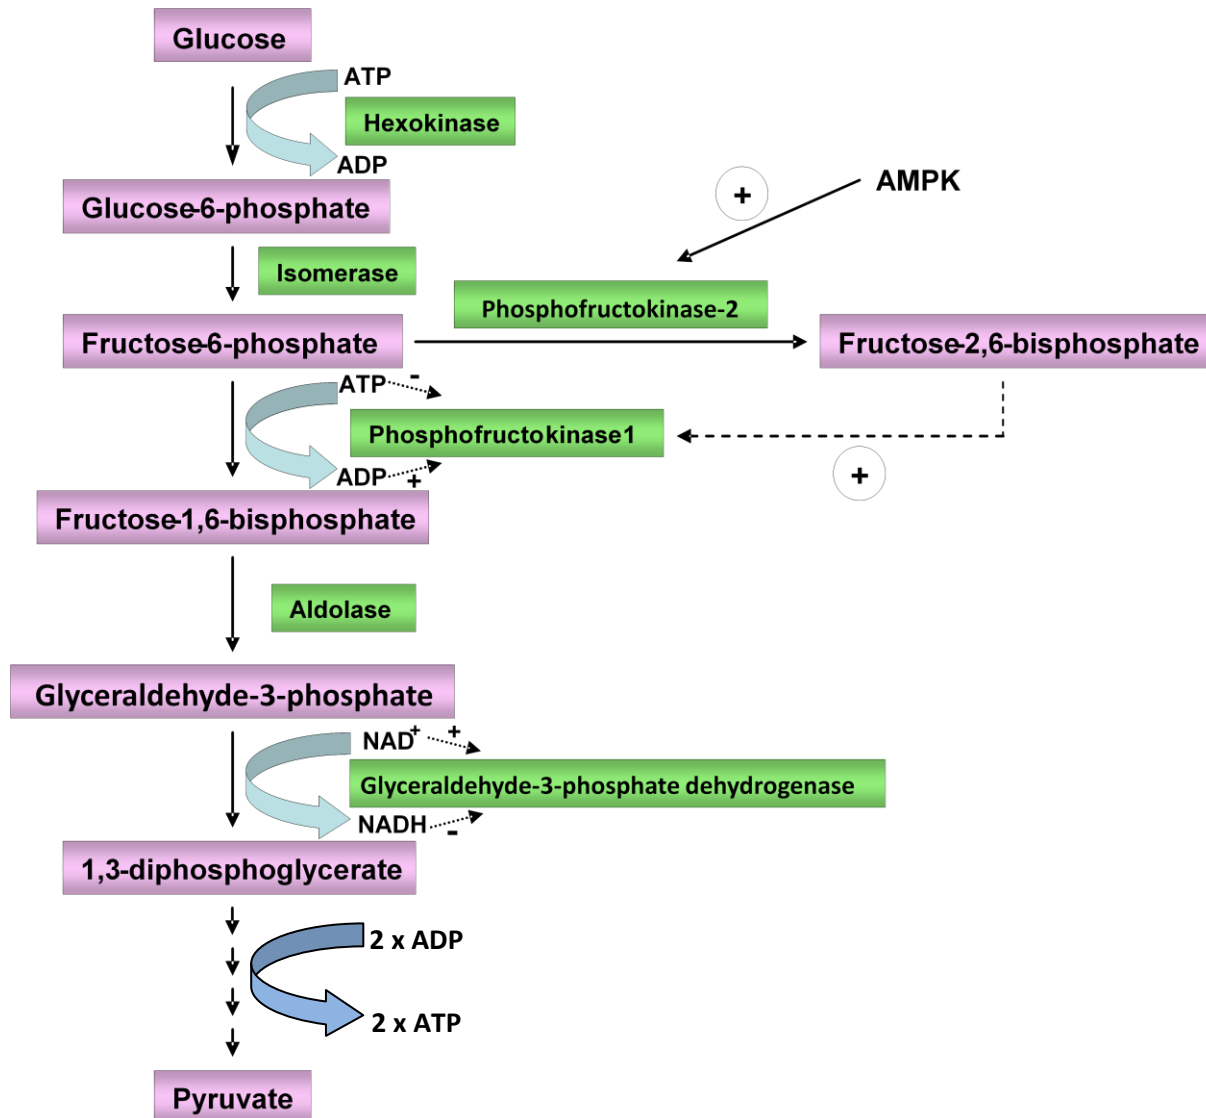 Glucose
ATP
Hexokinase
ADP
Glucose-6-phosphate
AMPK
+
Isomerase
Phosphofructokinase-2
Fructose-6-phosphate
Fructose-2,6-bisphosphate
ATP -
Phosphofructokinase1
ADP +
+
Fructose-1,6-bisphosphate
Aldolase
Glyceraldehyde-3-phosphate
NAD+ +
Glyceraldehyde-3-phosphate dehydrogenase
NADH -
1,3-diphosphoglycerate
2 x ADP
2 x ATP
Pyruvate